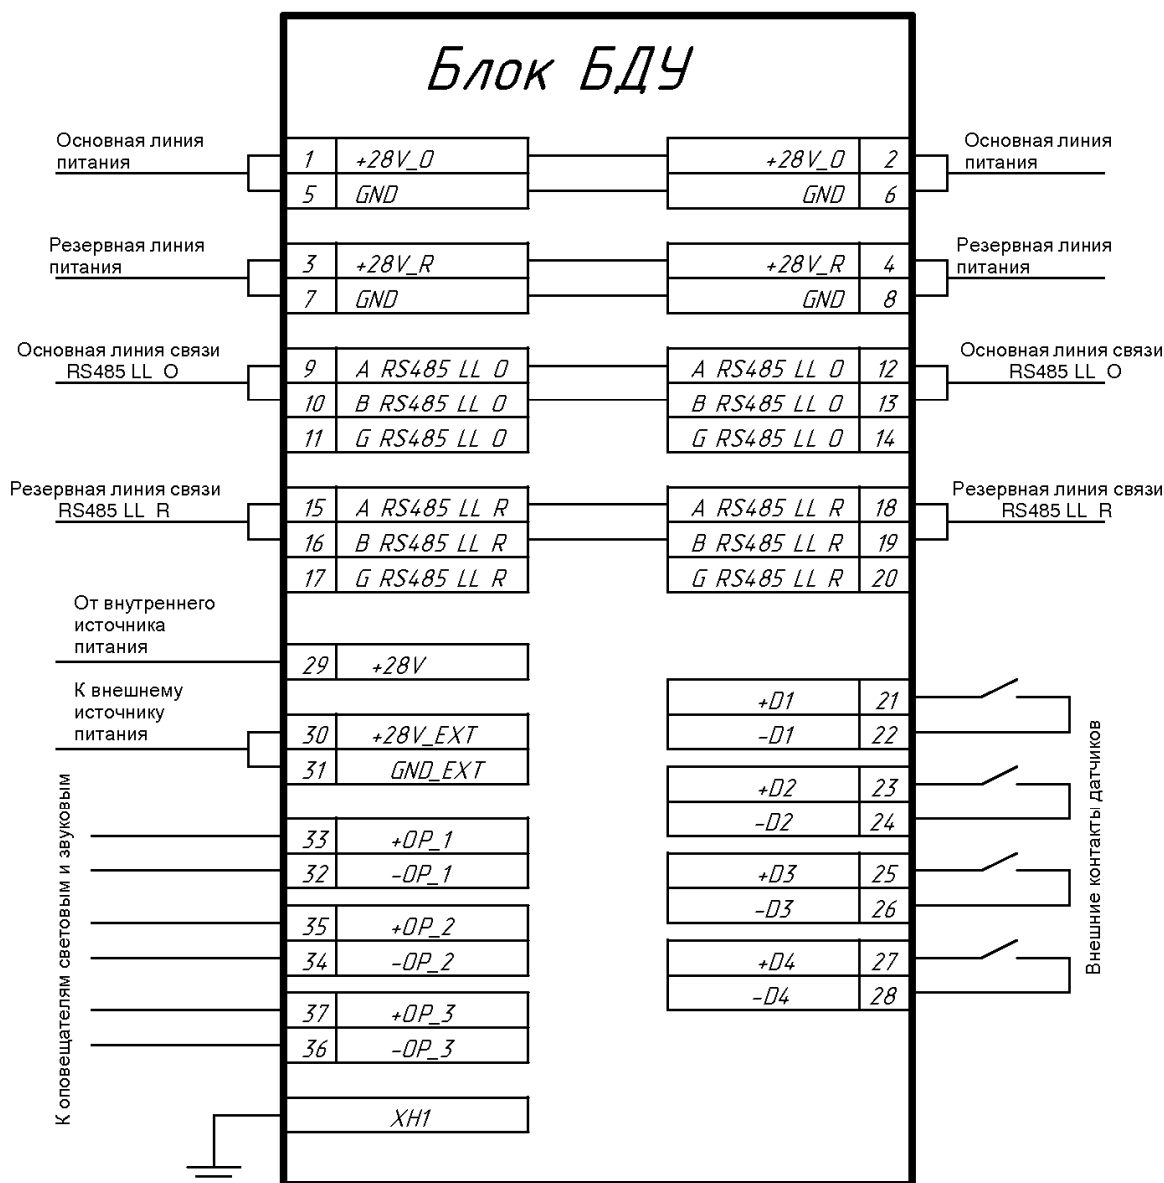 Блок БДУ
Основная линия
питания
1 +28V_O
5 GND
+28V_O 2
GND 6
Основная линия
питания
Резервная линия
питания
3 +28V_R
7 GND
+28V_R 4
GND 8
Резервная линия
питания
Основная линия связи
RS485 LL_O
9 A RS485 LL O
10 B RS485 LL O
11 G RS485 LL O
A RS485 LL O 12
B RS485 LL O 13
G RS485 LL O 14
Основная линия связи
RS485 LL_O
Резервная линия связи
RS485 LL_R
15 A RS485 LL R
16 B RS485 LL R
17 G RS485 LL R
A RS485 LL R 18
B RS485 LL R 19
G RS485 LL R 20
Резервная линия связи
RS485 LL_R
От внутреннего
источника
питания
29 +28V
К внешнему
источнику
питания
30 +28V_EXT
31 GND_EXT
К оповещателям световым и звуковым
33 +OP_1
32 -OP_1
35 +OP_2
34 -OP_2
37 +OP_3
36 -OP_3
XH1
+D1 21
-D1 22
+D2 23
-D2 24
+D3 25
-D3 26
+D4 27
-D4 28
Внешние контакты датчиков